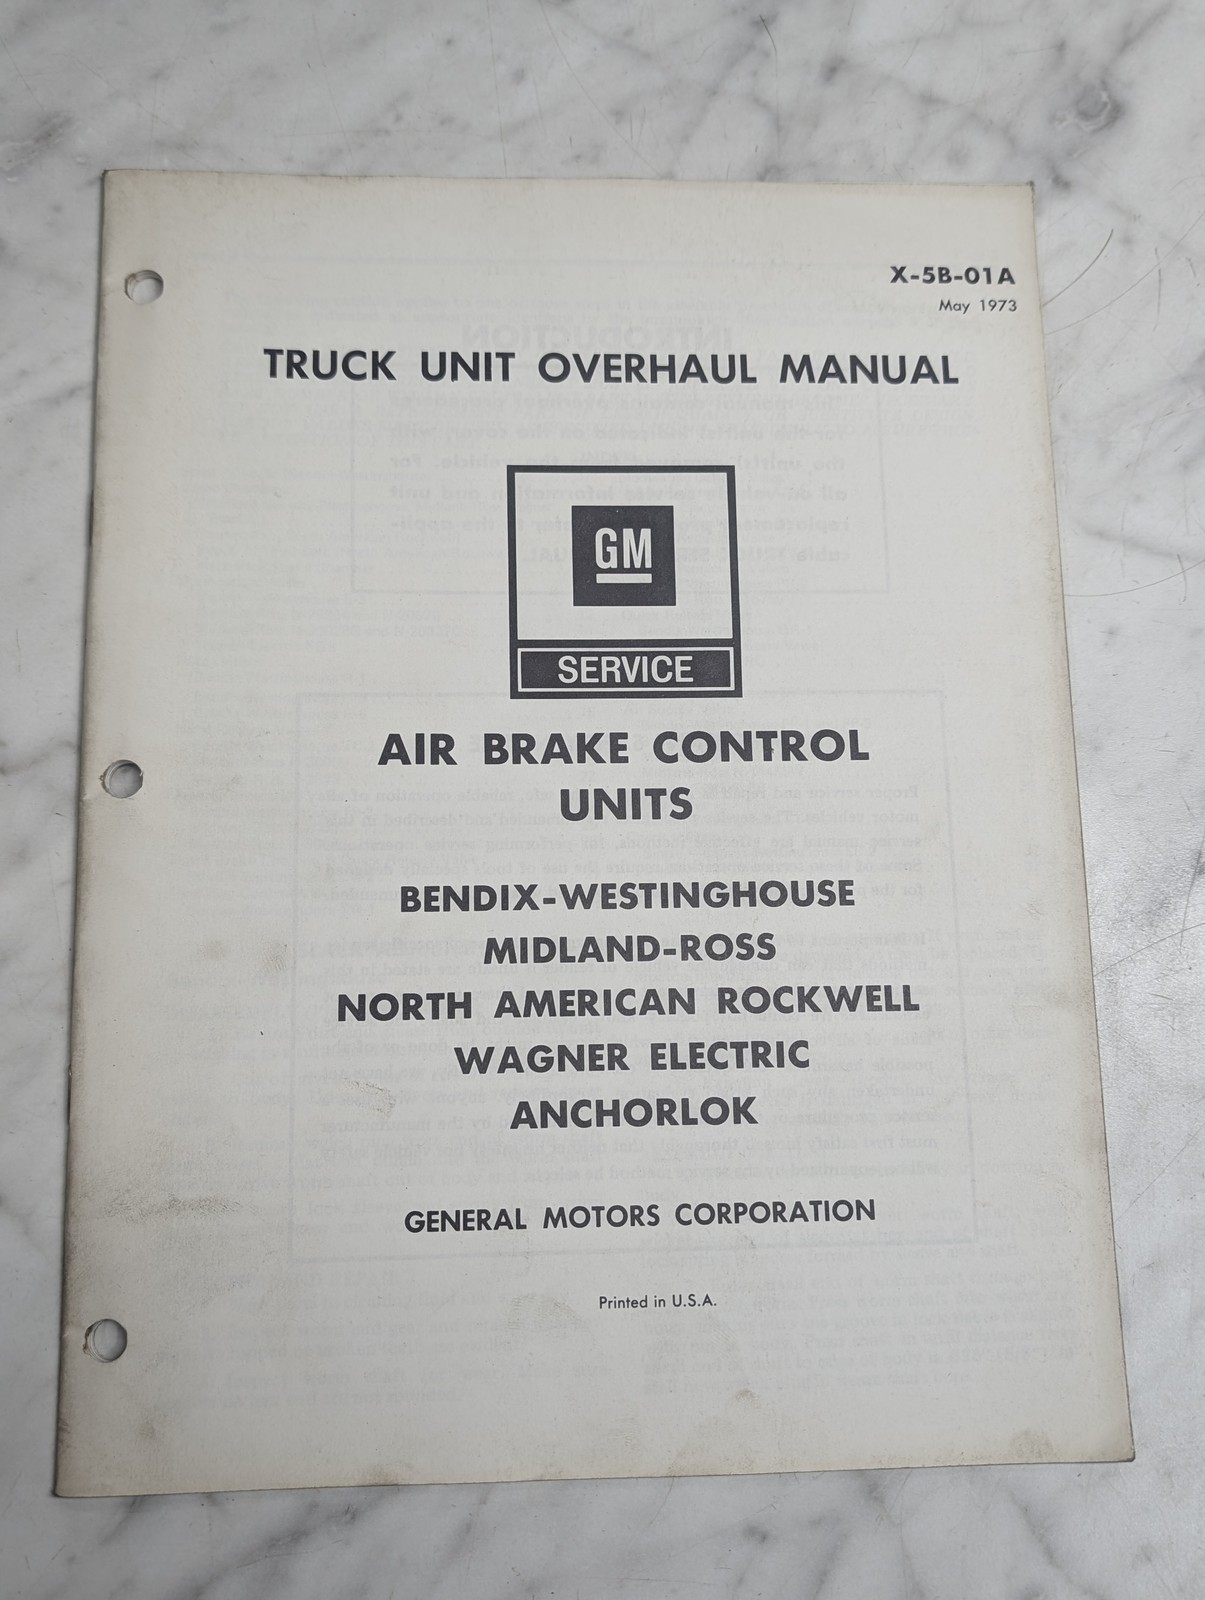 X-5B-01A
May 1973
TRUCK UNIT OVERHAUL MANUAL
GM
SERVICE
AIR BRAKE CONTROL
UNITS
BENDIX-WESTINGHOUSE
MIDLAND-ROSS
NORTH AMERICAN ROCKWELL
WAGNER ELECTRIC
ANCHORLOK
GENERAL MOTORS CORPORATION
Printed in U.S.A.